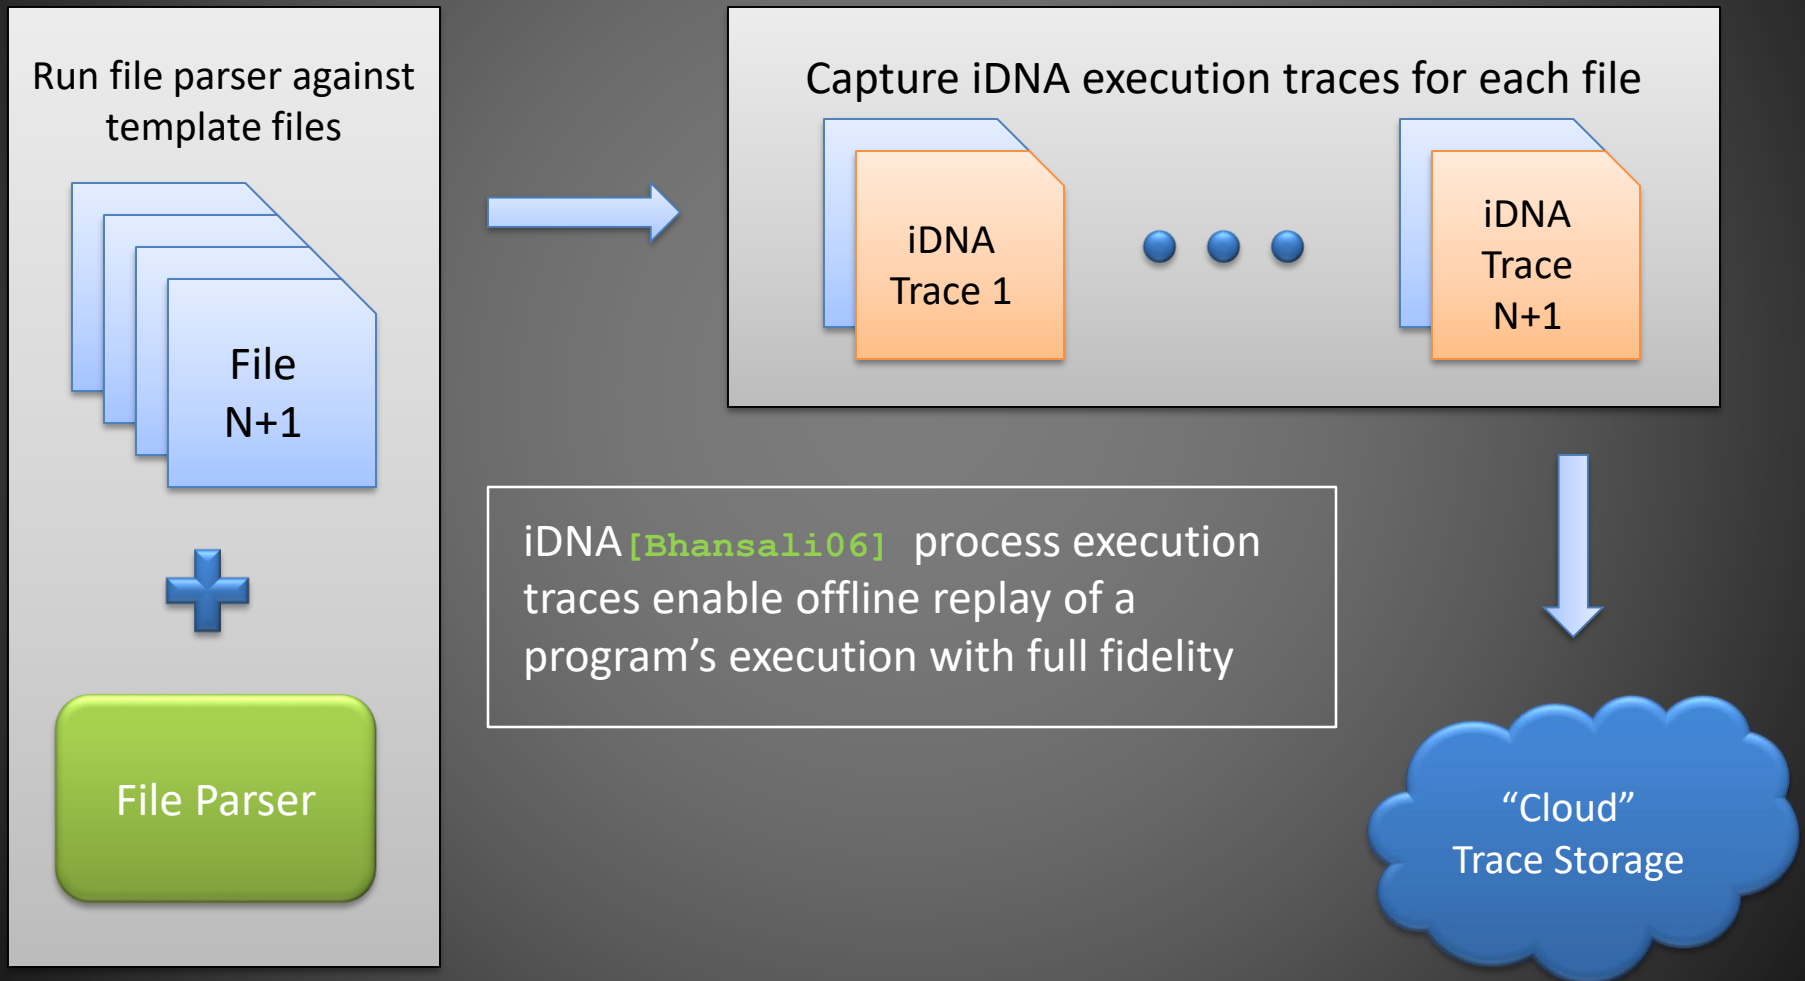 Run file parser against
template files
File
N+1
File Parser
Capture iDNA execution traces for each file
iDNA
Trace 1
iDNA
Trace
N+1
iDNA[Bhansali06] process execution
traces enable offline replay of a
program’s execution with full fidelity
“Cloud”
Trace Storage